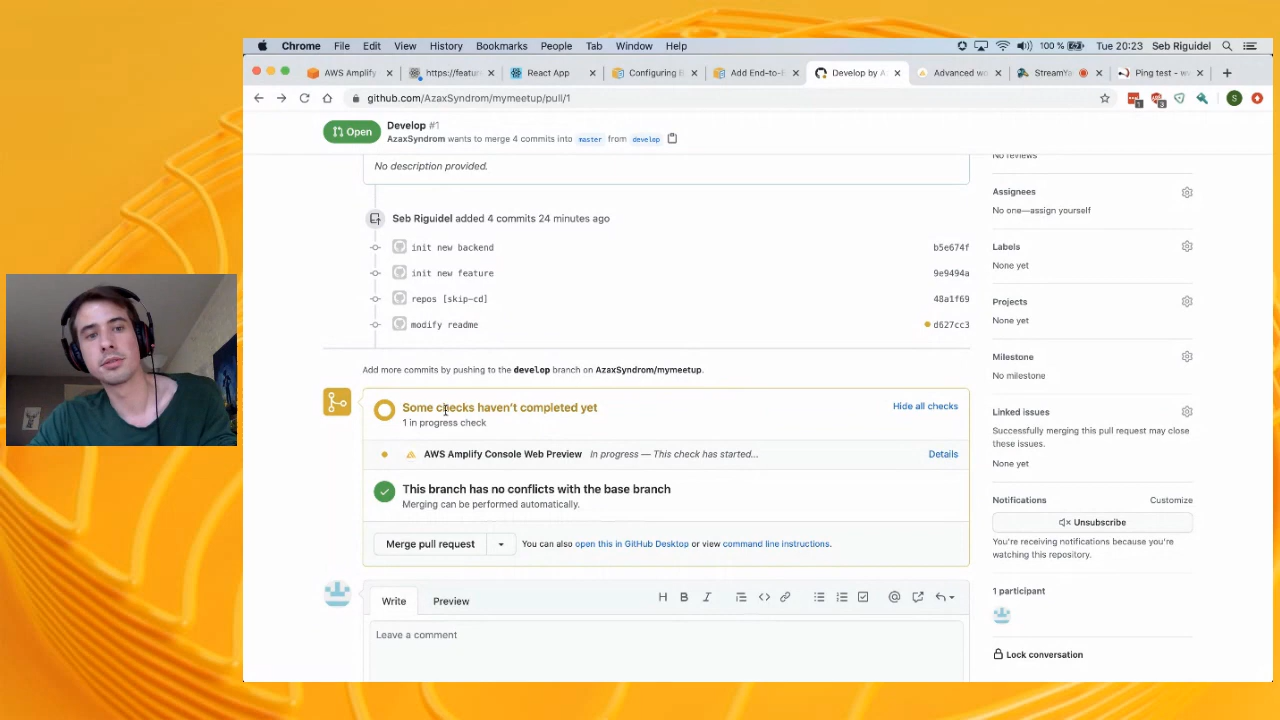 Chrome File Edit View History Bookmarks People Tab Window Help 100 % Tue 20:23 Seb Riguidel
AWS Amplify https://featur React App Configuring Add End-to- Develop by A Advanced wo StreamYa Ping test - w
github.com/AzaxSyndrom/mymeetup/pull/1 S
Open Develop #1
AzaxSyndrom wants to merge 4 commits into master from develop
No description provided.
Seb Riguidel added 4 commits 24 minutes ago
init new backend b5e674f
init new feature 9e9494a
repos [skip-cd] 48a1f69
modify readme d627cc3
Add more commits by pushing to the develop branch on AzaxSyndrom/mymeetup.
Some checks haven't completed yet Hide all checks
1 in progress check
AWS Amplify Console Web Preview In progress — This check has started... Details
This branch has no conflicts with the base branch
Merging can be performed automatically.
Merge pull request You can also open this in GitHub Desktop or view command line instructions.
Write Preview
Leave a comment
No reviews
Assignees
No one—assign yourself
Labels
None yet
Projects
None yet
Milestone
No milestone
Linked issues
Successfully merging this pull request may close
these issues.
None yet
Notifications Customize
Unsubscribe
You're receiving notifications because you're
watching this repository.
1 participant
Lock conversation